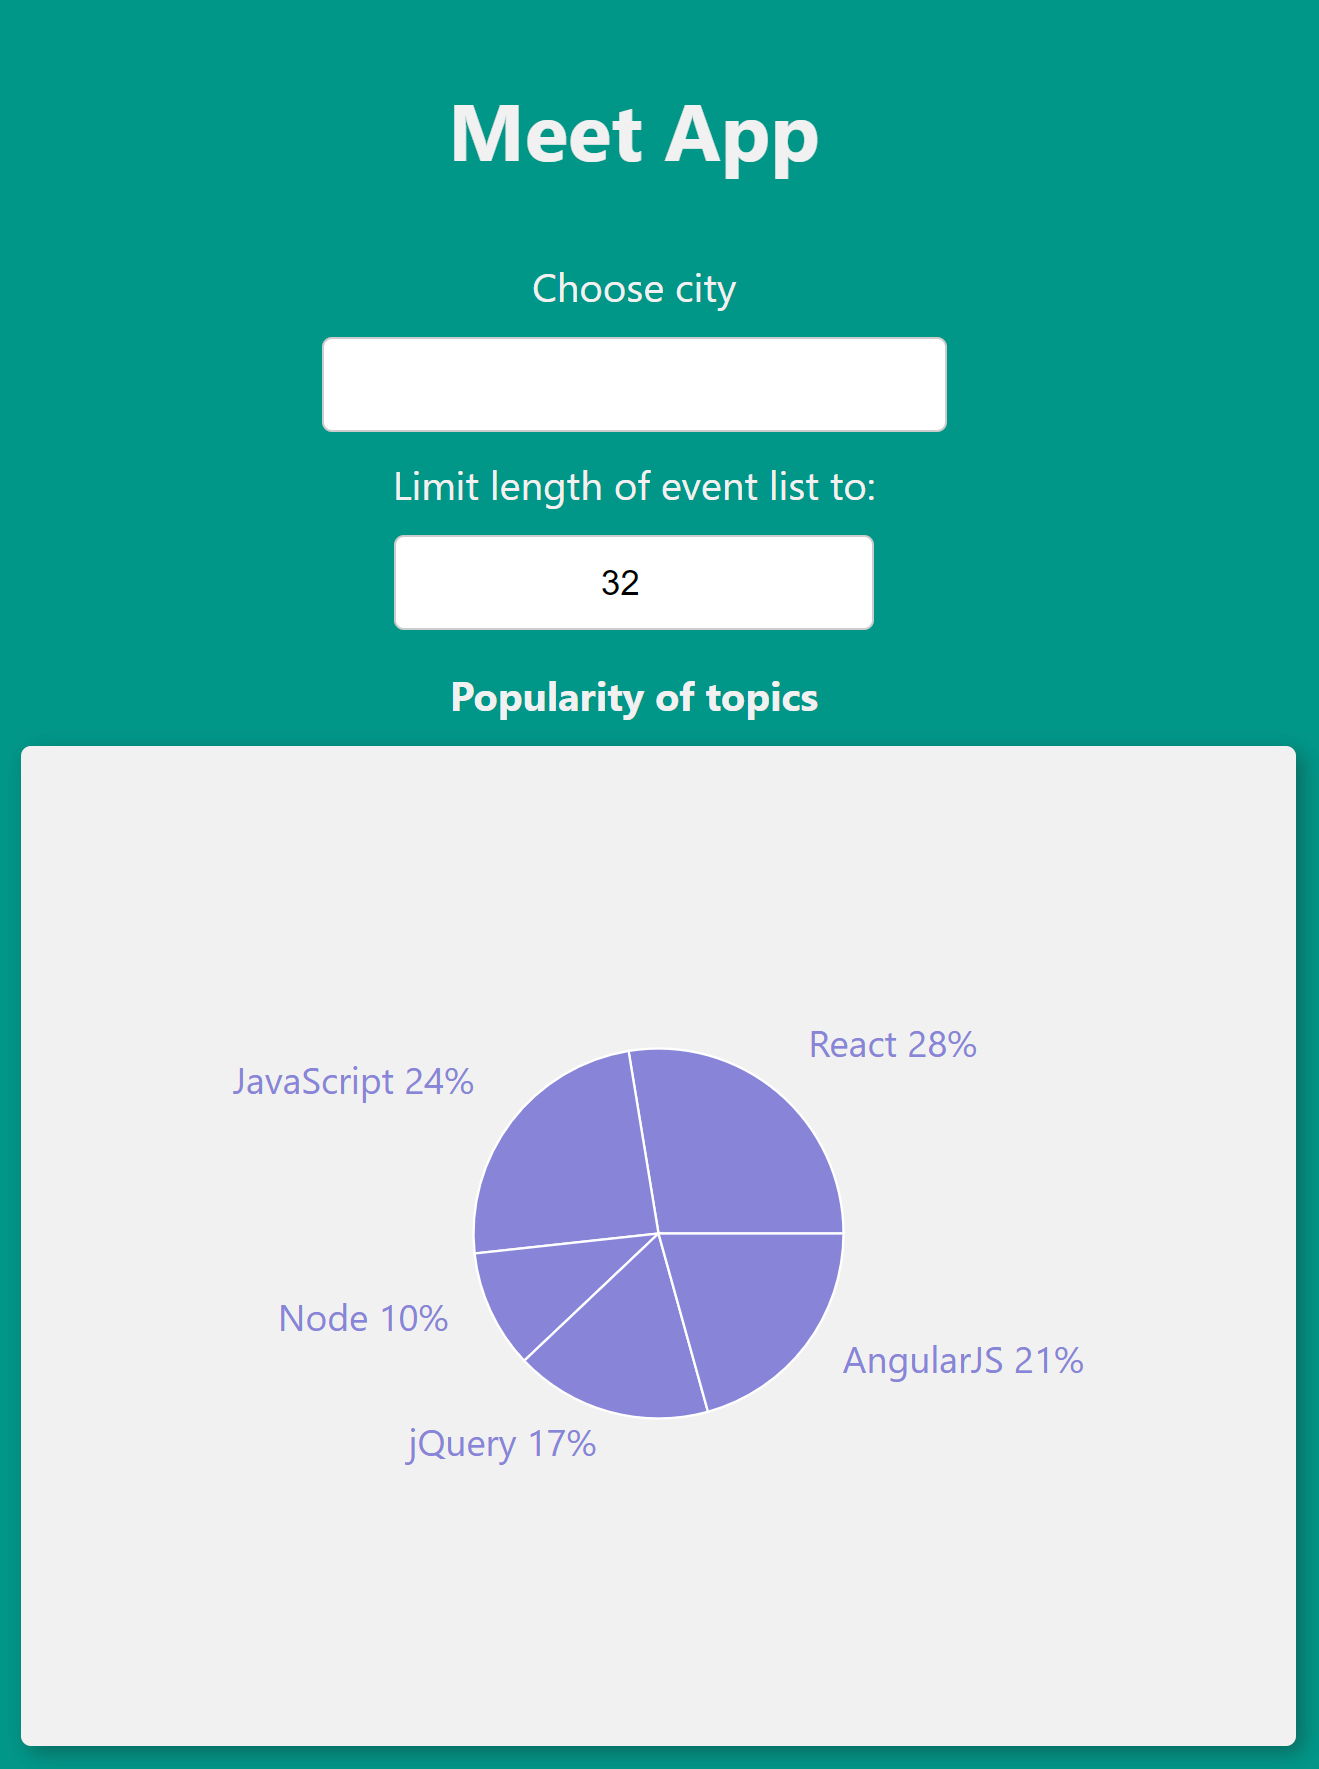 Meet App
Choose city
Limit length of event list to:
32
Popularity of topics
React 28%
JavaScript 24%
Node 10%
AngularJS 21%
jQuery 17%